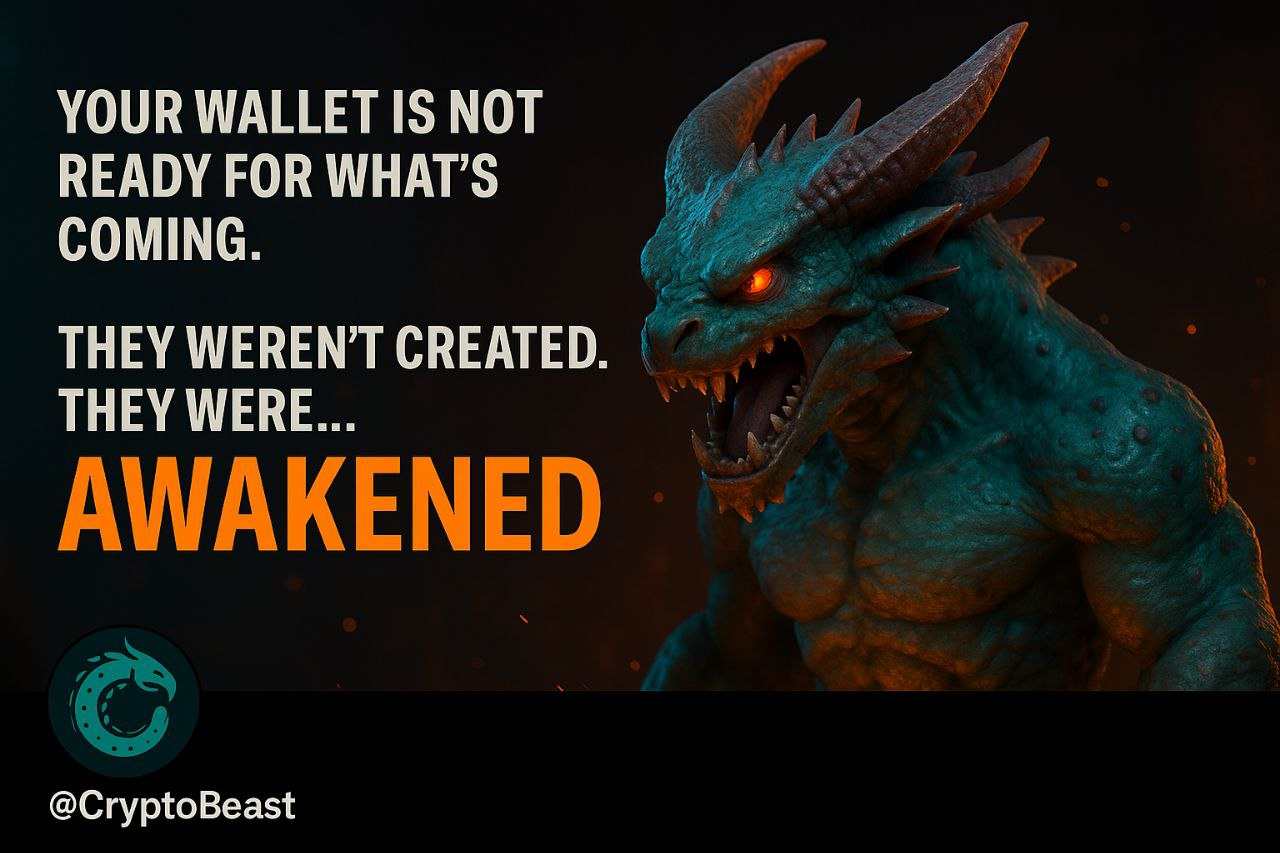 YOUR WALLET IS NOT
READY FOR WHAT’S
COMING.
THEY WEREN’T CREATED.
THEY WERE...
AWAKENED
@CryptoBeast